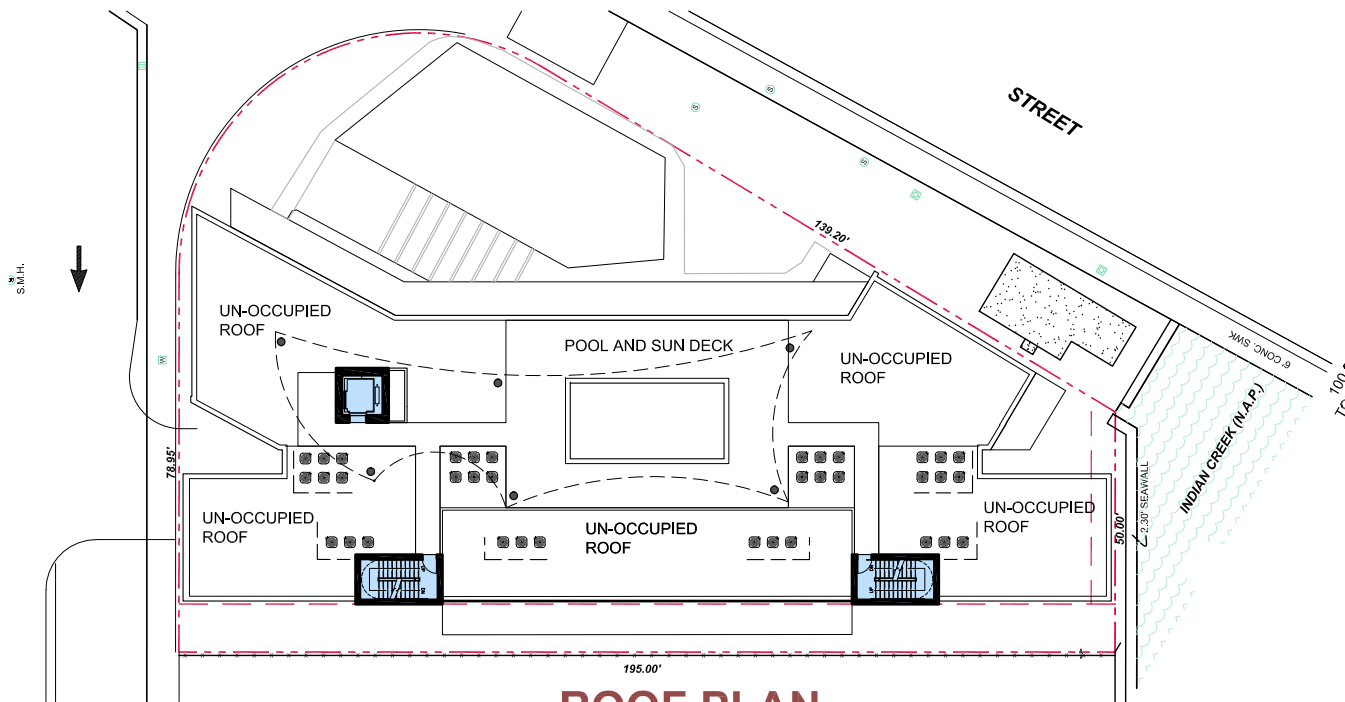 STREET
139.20'
S.M.H.
UN-OCCUPIED
ROOF
POOL AND SUN DECK
UN-OCCUPIED
ROOF
6' CONC. SWK
INDIAN CREEK (N.A.P.)
78.95'
2.30' SEAWALL
UN-OCCUPIED
ROOF
UN-OCCUPIED
ROOF
UN-OCCUPIED
ROOF
50.00'
195.00'
ROOF PLAN
S
S
S
W